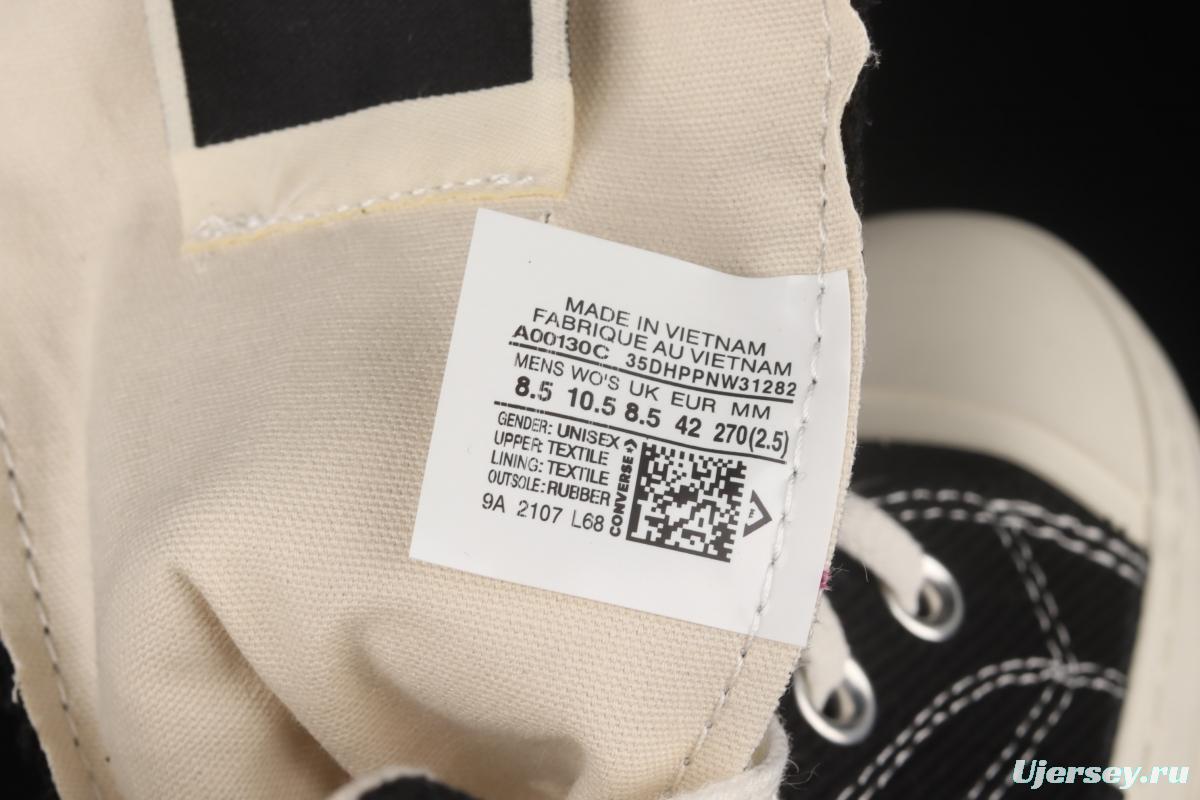 MADE IN VIETNAM
FABRIQUE AU VIETNAM
A00130C 35DHPPNW31282
MENS WO'S UK EUR MM
8.5 10.5 8.5 42 270(2.5)
GENDER: UNISEX
UPPER: TEXTILE
LINING: TEXTILE
OUTSOLE: RUBBER
9A 2107 L68
CONVERSE
Ujersey.ru